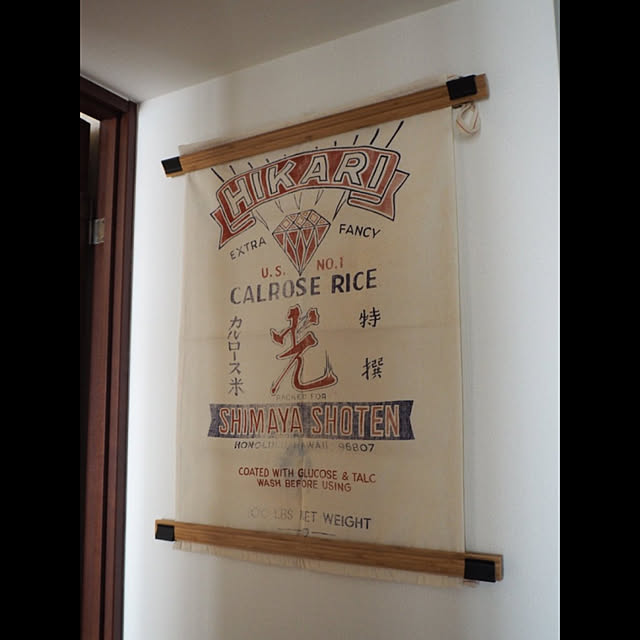 HIKARI
EXTRA FANCY
U.S. NO.1
CALROSE RICE
カルロース米
光
特撰
PACKED FOR
SHIMAYA SHOTEN
HONOLULU, HAWAII 96807
COATED WITH GLUCOSE & TALC
WASH BEFORE USING
LBS NET WEIGHT